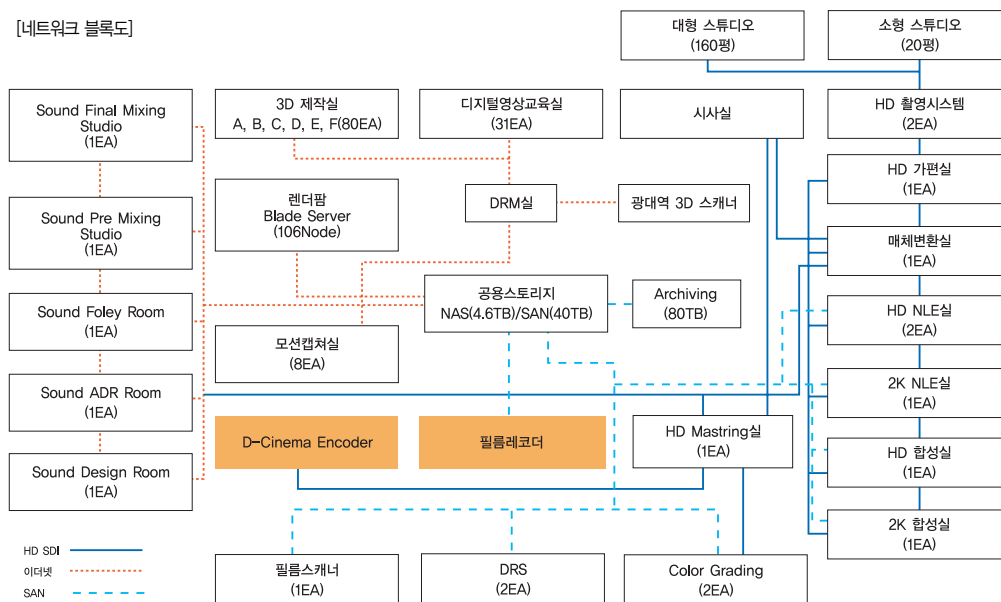 [네트워크 블록도]
대형 스튜디오
(160평)
소형 스튜디오
(20평)
Sound Final Mixing
Studio
(1EA)
3D 제작실
A, B, C, D, E, F(80EA)
디지털영상교육실
(31EA)
시사실
HD 촬영시스템
(2EA)
HD 가편실
(1EA)
Sound Pre Mixing
Studio
(1EA)
렌더팜
Blade Server
(106Node)
DRM실
광대역 3D 스캐너
매체변환실
(1EA)
Sound Foley Room
(1EA)
공용스토리지
NAS(4.6TB)/SAN(40TB)
Archiving
(80TB)
HD NLE실
(2EA)
모션캡쳐실
(8EA)
Sound ADR Room
(1EA)
2K NLE실
(1EA)
D-Cinema Encoder
필름레코더
HD Mastring실
(1EA)
HD 합성실
(1EA)
Sound Design Room
(1EA)
2K 합성실
(1EA)
HD SDI
이더넷
SAN
필름스캐너
(1EA)
DRS
(2EA)
Color Grading
(2EA)